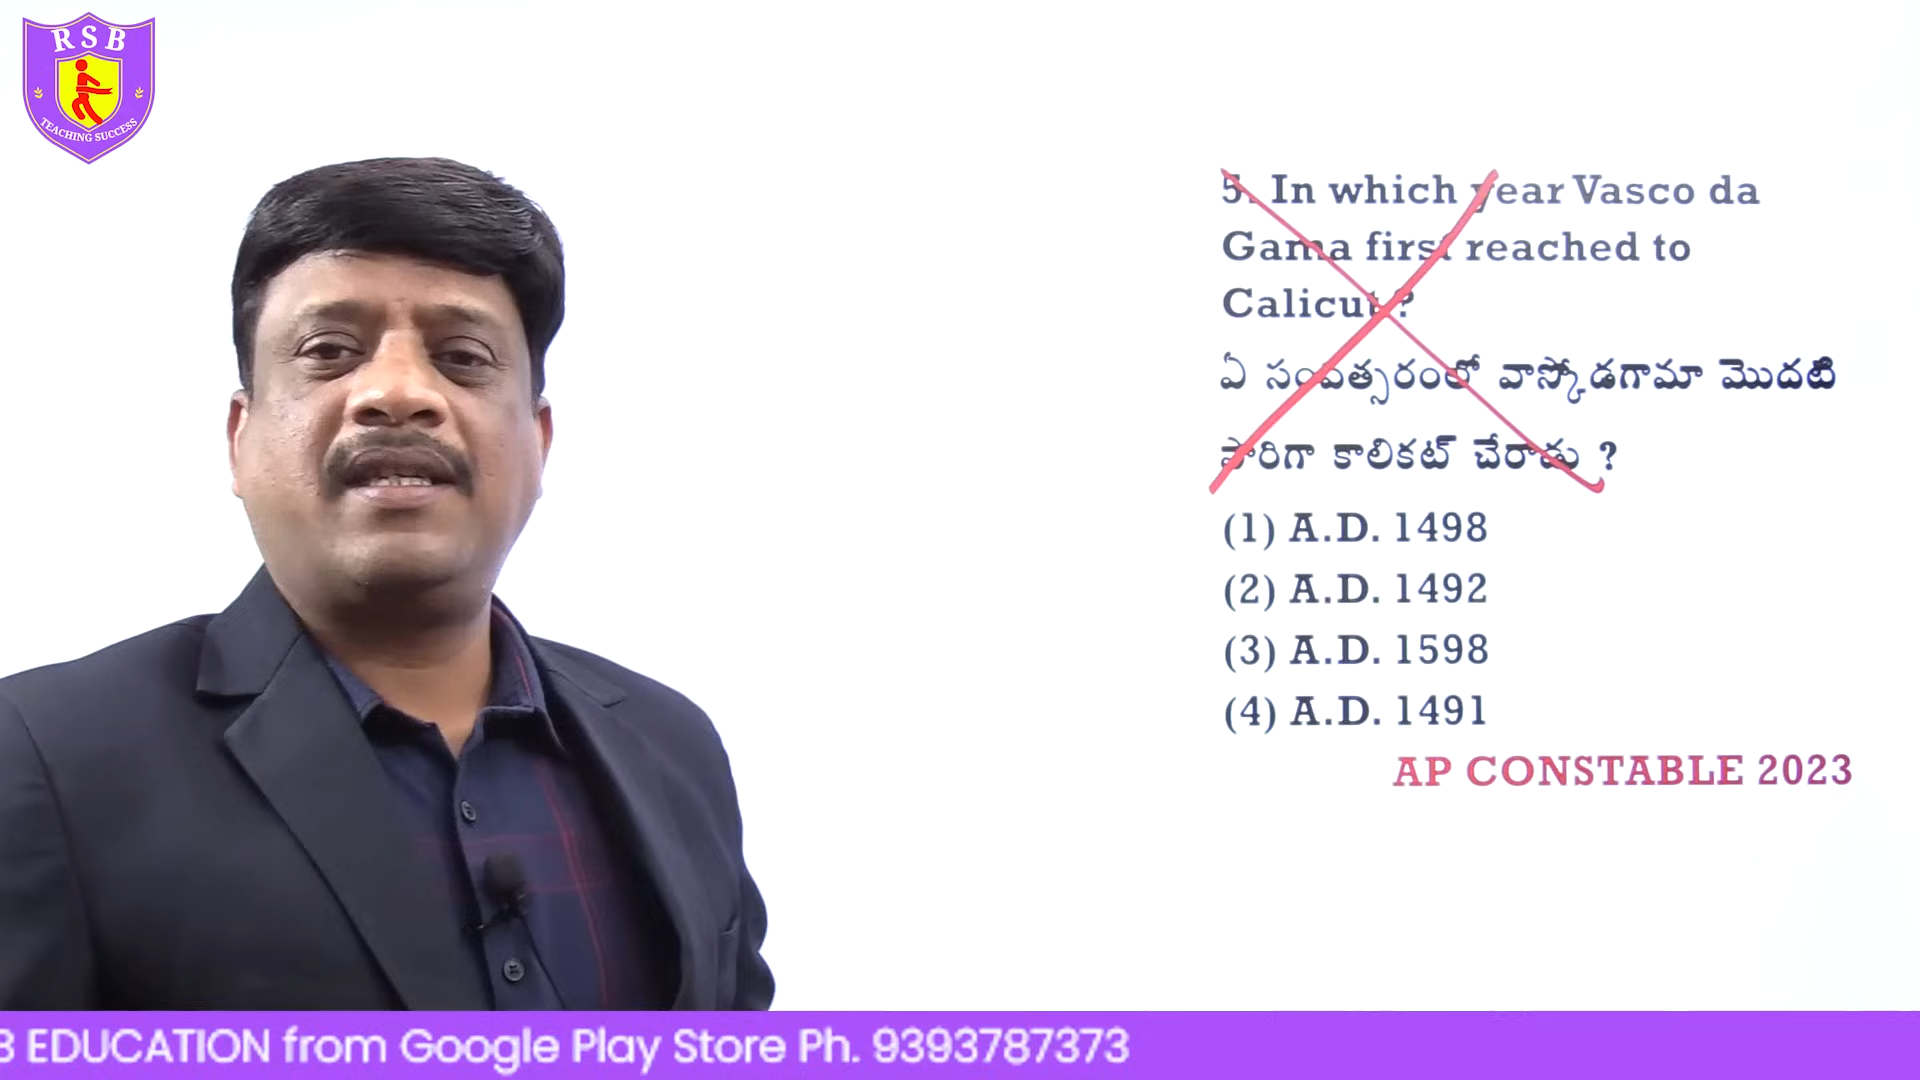 RSB
TEACHING SUCCESS
5. In which year Vasco da
Gama first reached to
Calicut ?
ఏ సంవత్సరంలో వాస్కోడగామా మొదటి
సారిగా కాలికట్ చేరాడు ?
(1) A.D. 1498
(2) A.D. 1492
(3) A.D. 1598
(4) A.D. 1491
AP CONSTABLE 2023
B EDUCATION from Google Play Store Ph. 9393787373